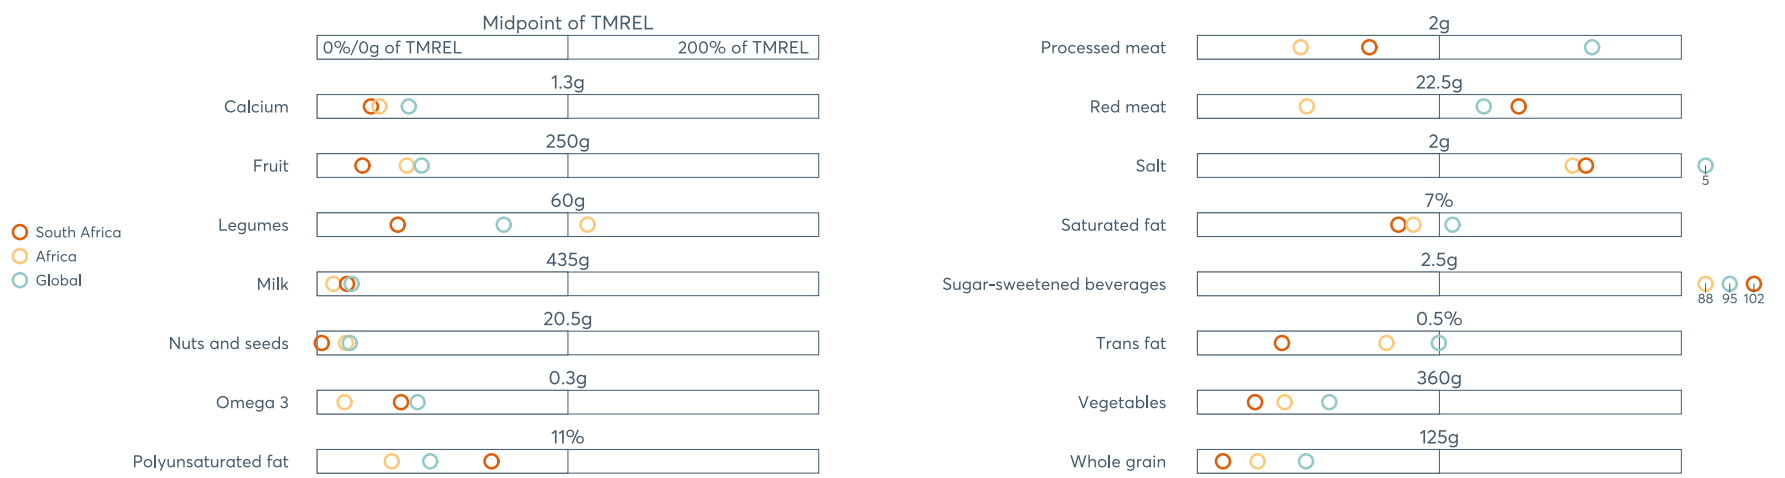 Midpoint of TMREL
0%/0g of TMREL 200% of TMREL
1.3g
Calcium
250g
Fruit
60g
Legumes
435g
Milk
20.5g
Nuts and seeds
0.3g
Omega 3
11%
Polyunsaturated fat
South Africa
Africa
Global
2g
Processed meat
22.5g
Red meat
2g
Salt
5
7%
Saturated fat
2.5g
Sugar-sweetened beverages
88 95 102
0.5%
Trans fat
360g
Vegetables
125g
Whole grain